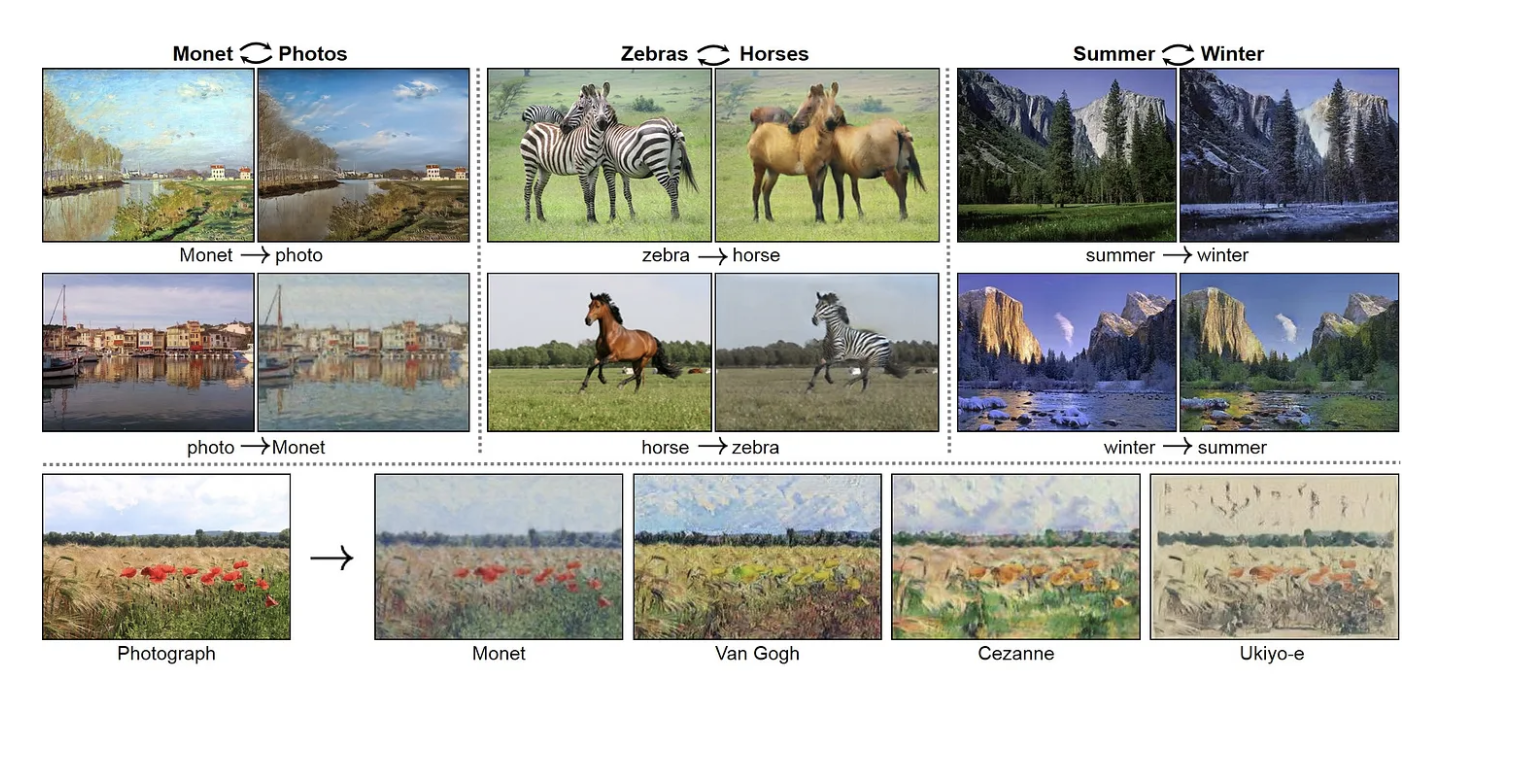 Monet Photos
Zebras Horses
Summer Winter
Monet → photo
zebra → horse
summer → winter
photo → Monet
horse → zebra
winter → summer
Photograph
Monet
Van Gogh
Cezanne
Ukiyo-e